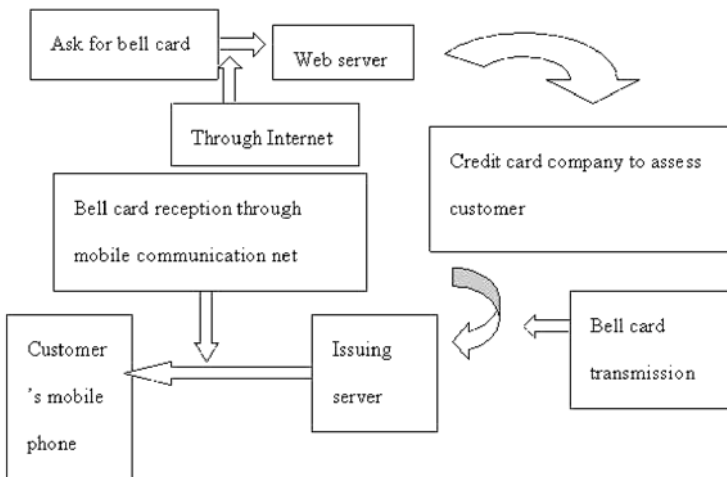 Ask for bell card
Web server
Through Internet
Credit card company to assess
customer
Bell card reception through
mobile communication net
Customer
's mobile
phone
Issuing
server
Bell card
transmission